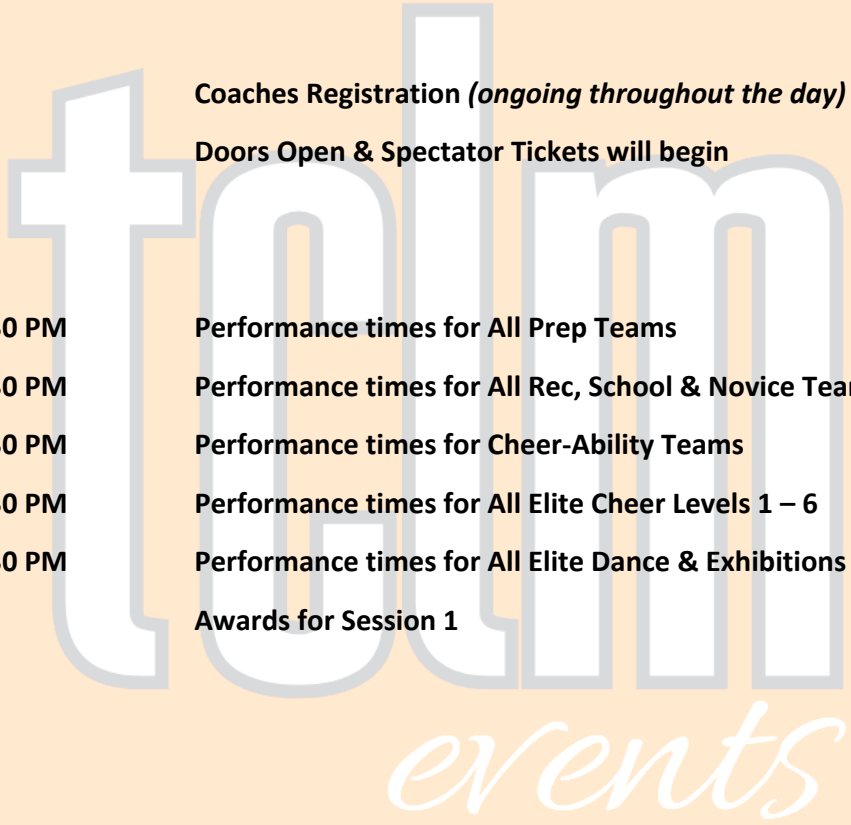 Coaches Registration (ongoing throughout the day)
Doors Open & Spectator Tickets will begin
0 PM Performance times for All Prep Teams
0 PM Performance times for All Rec, School & Novice
0 PM Performance times for Cheer-Ability Teams
0 PM Performance times for All Elite Cheer Levels 1 – 6
30 PM Performance times for All Elite Dance & Exhibitions
Awards for Session 1
tclm
events